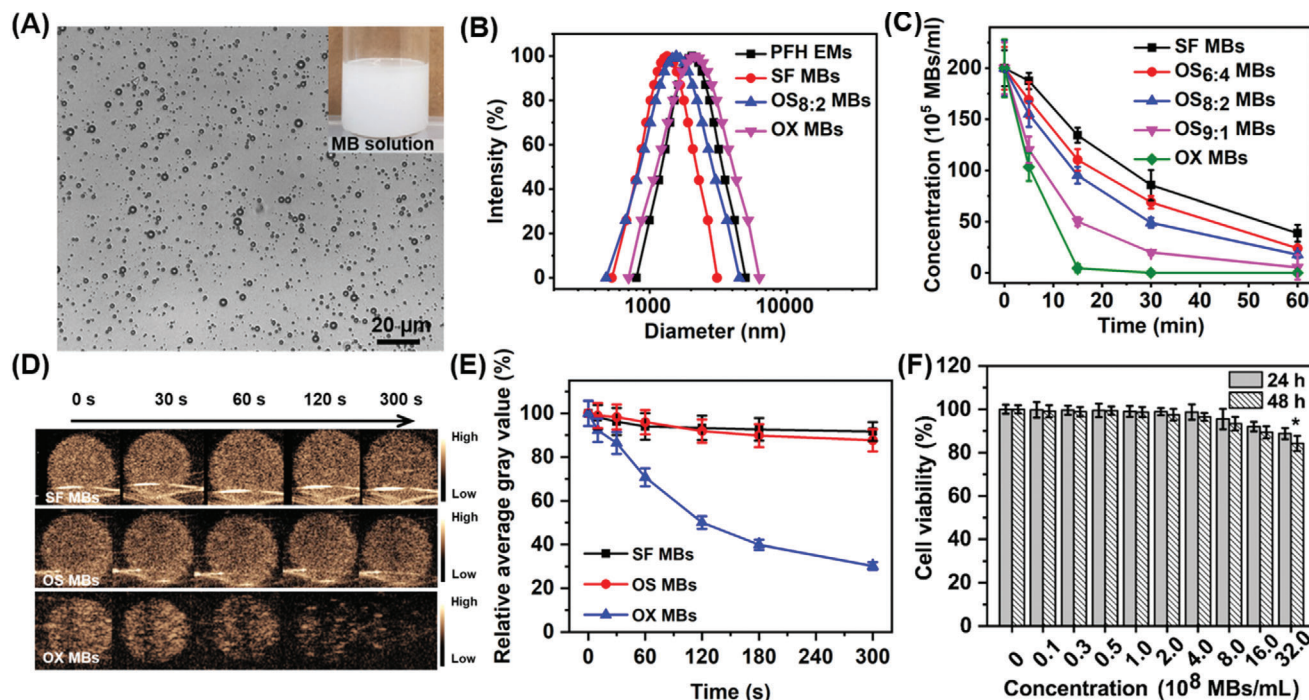 (A)
MB solution
20 µm
(B)
Intensity (%)
100
80
60
40
20
0
1000
10000
Diameter (nm)
PFH EMs
SF MBs
OS8:2 MBs
OX MBs
(C)
Concentration (10⁵ MBs/ml)
200
150
100
50
0
0 10 20 30 40 50 60
Time (min)
SF MBs
OS6:4 MBs
OS8:2 MBs
OS9:1 MBs
OX MBs
(D)
0 s 30 s 60 s 120 s 300 s
High
Low
SF MBs
High
Low
OS MBs
High
Low
OX MBs
(E)
Relative average gray value (%)
100
80
60
40
20
0
SF MBs
OS MBs
OX MBs
0 60 120 180 240 300
Time (s)
(F)
Cell viability (%)
120
100
80
60
40
20
0
24 h
48 h
*
0 0.1 0.3 0.5 1.0 2.0 4.0 8.0 16.0 32.0
Concentration (10⁸ MBs/mL)